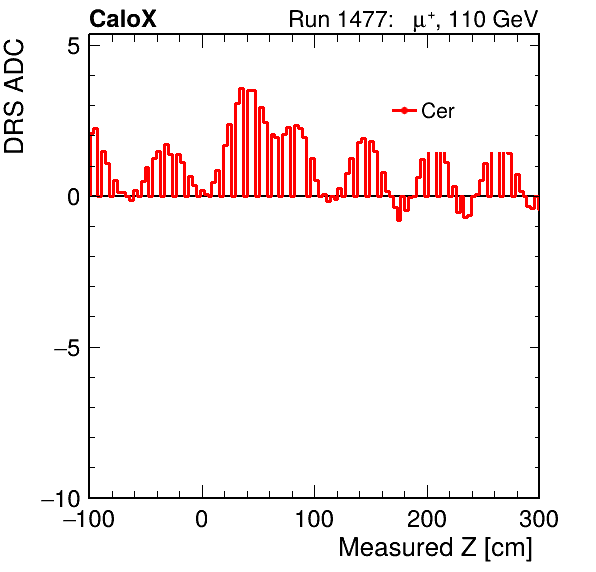 CaloX Run 1477: μ⁺, 110 GeV
DRS ADC
5
0
−5
−10
Cer
−100 0 100 200 300
Measured Z [cm]